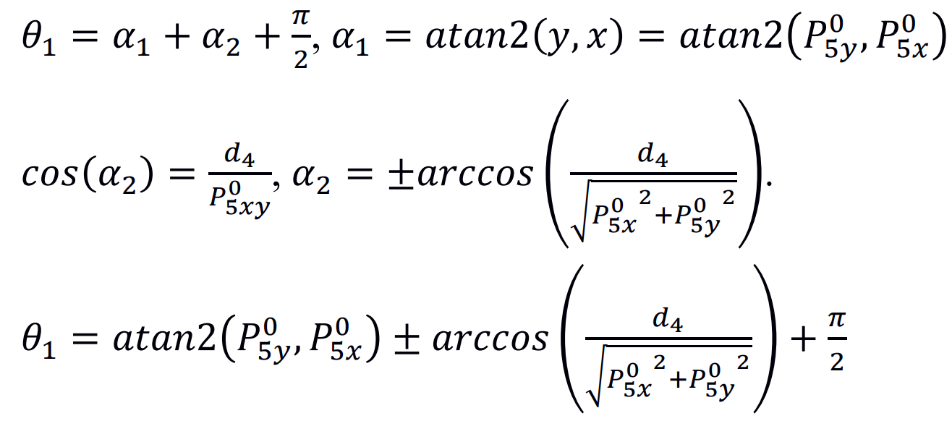 θ₁ = α₁ + α₂ + π/2, α₁ = atan2(y, x) = atan2(P⁰₅y, P⁰₅x)
cos(α₂) = d₄/P⁰₅xy, α₂ = ±arccos(d₄/√(P⁰₅x² + P⁰₅y²)).
θ₁ = atan2(P⁰₅y, P⁰₅x) ± arccos(d₄/√(P⁰₅x² + P⁰₅y²)) + π/2